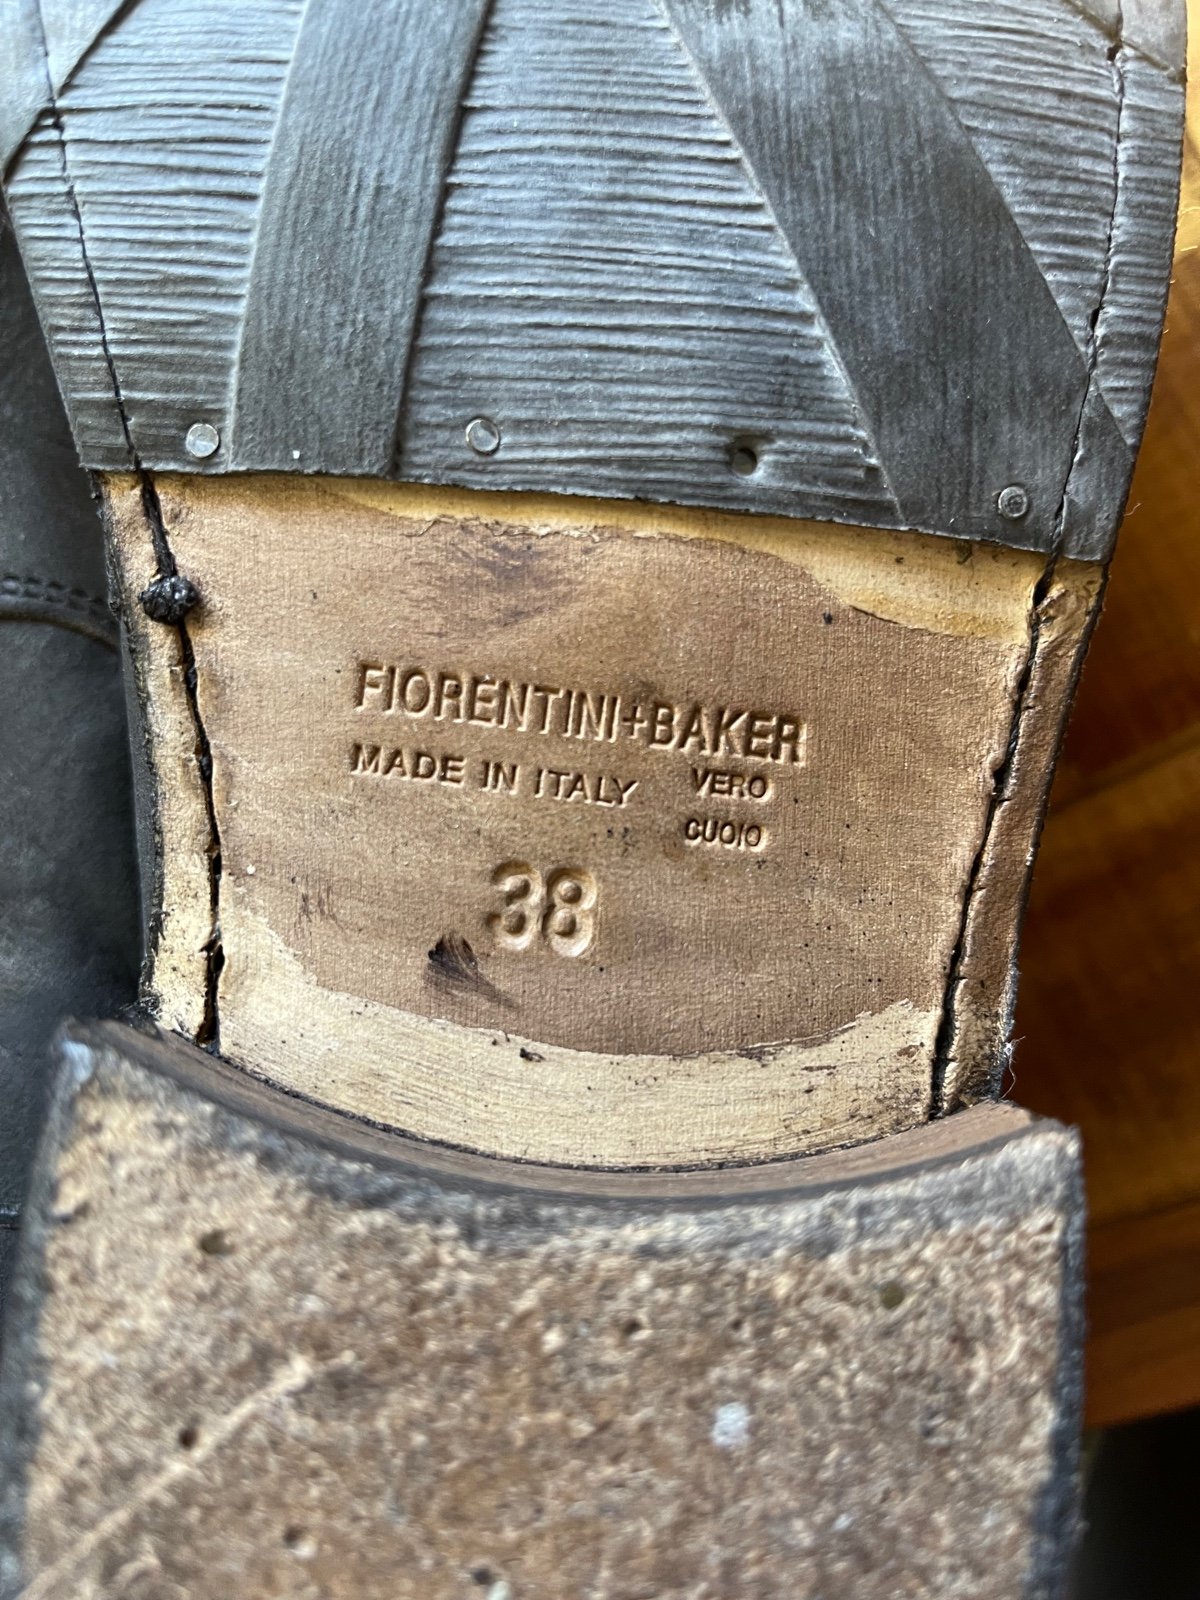 FIORENTINI+BAKER
MADE IN ITALY VERO
CUOIO
38